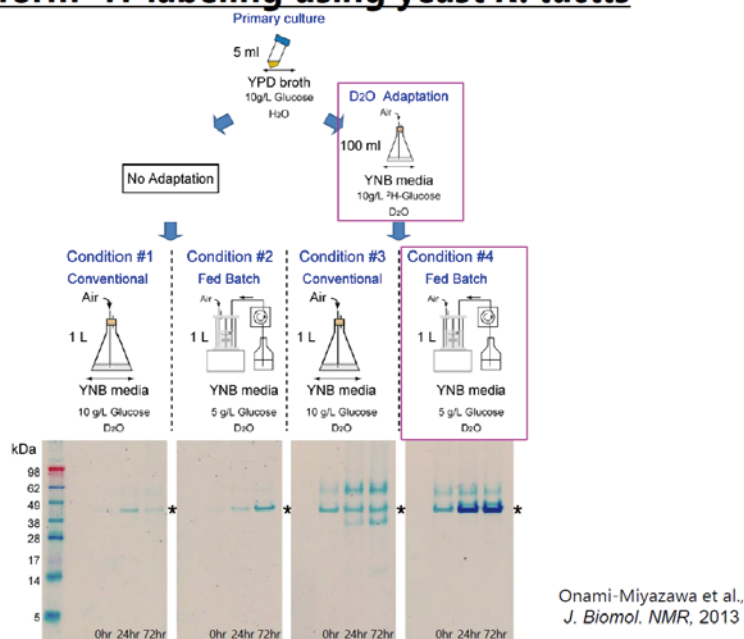 labeling using yeast K. lactis
Primary culture
5 ml
YPD broth
10g/L Glucose
H2O
D2O Adaptation
Air
100 ml
YNB media
10g/L ²H-Glucose
D2O
No Adaptation
Condition #1
Conventional
Air
1 L
YNB media
10 g/L Glucose
D2O
Condition #2
Fed Batch
Air
1 L
YNB media
5 g/L Glucose
D2O
Condition #3
Conventional
Air
1 L
YNB media
10 g/L Glucose
D2O
Condition #4
Fed Batch
Air
1 L
YNB media
5 g/L Glucose
D2O
kDa
98
62
49
38
28
17
14
5
*
*
*
*
0hr 24hr 72hr
0hr 24hr 72hr
0hr 24hr 72hr
0hr 24hr 72hr
Onami-Miyazawa et al.,
J. Biomol. NMR, 2013